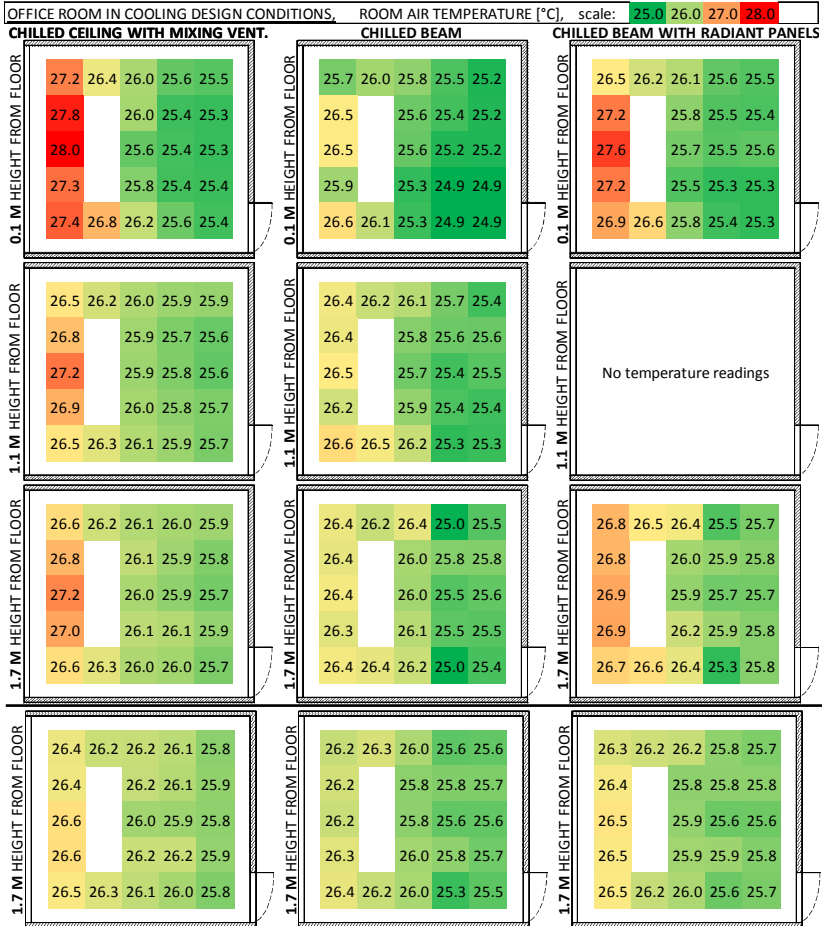 OFFICE ROOM IN COOLING DESIGN CONDITIONS, ROOM AIR TEMPERATURE [°C], scale: 25.0 26.0 27.0 28.0
CHILLED CEILING WITH MIXING VENT. CHILLED BEAM CHILLED BEAM WITH RADIANT PANELS
0.1 M HEIGHT FROM FLOOR
27.2 26.4 26.0 25.6 25.5
27.8 26.0 25.4 25.3
28.0 25.6 25.4 25.3
27.3 25.8 25.4 25.4
27.4 26.8 26.2 25.6 25.4
0.1 M HEIGHT FROM FLOOR
25.7 26.0 25.8 25.5 25.2
26.5 25.6 25.4 25.2
26.5 25.6 25.2 25.2
25.9 25.3 24.9 24.9
26.6 26.1 25.3 24.9 24.9
0.1 M HEIGHT FROM FLOOR
26.5 26.2 26.1 25.6 25.5
27.2 25.8 25.5 25.4
27.6 25.7 25.5 25.6
27.2 25.5 25.3 25.3
26.9 26.6 25.8 25.4 25.3
1.1 M HEIGHT FROM FLOOR
26.5 26.2 26.0 25.9 25.9
26.8 25.9 25.7 25.6
27.2 25.9 25.8 25.6
26.9 26.0 25.8 25.7
26.5 26.3 26.1 25.9 25.7
1.1 M HEIGHT FROM FLOOR
26.4 26.2 26.1 25.7 25.4
26.4 25.8 25.6 25.6
26.5 25.7 25.4 25.5
26.2 25.9 25.4 25.4
26.6 26.5 26.2 25.3 25.3
1.1 M HEIGHT FROM FLOOR
No temperature readings
1.7 M HEIGHT FROM FLOOR
26.6 26.2 26.1 26.0 25.9
26.8 26.1 25.9 25.8
27.2 26.0 25.9 25.7
27.0 26.1 26.1 25.9
26.6 26.3 26.0 26.0 25.7
1.7 M HEIGHT FROM FLOOR
26.4 26.2 26.4 25.0 25.5
26.4 26.0 25.8 25.8
26.4 26.0 25.5 25.6
26.3 26.1 25.5 25.5
26.4 26.4 26.2 25.0 25.4
1.7 M HEIGHT FROM FLOOR
26.8 26.5 26.4 25.5 25.7
26.8 26.0 25.9 25.8
26.9 25.9 25.7 25.7
26.9 26.2 25.9 25.8
26.7 26.6 26.4 25.3 25.8
1.7 M HEIGHT FROM FLOOR
26.4 26.2 26.2 26.1 25.8
26.4 26.2 26.1 25.9
26.6 26.0 25.9 25.8
26.6 26.2 26.2 25.9
26.5 26.3 26.1 26.0 25.8
1.7 M HEIGHT FROM FLOOR
26.2 26.3 26.0 25.6 25.6
26.2 25.8 25.8 25.7
26.2 25.8 25.6 25.6
26.3 26.0 25.8 25.7
26.4 26.2 26.0 25.3 25.5
1.7 M HEIGHT FROM FLOOR
26.3 26.2 26.2 25.8 25.7
26.4 25.8 25.8 25.8
26.5 25.9 25.6 25.6
26.5 25.9 25.9 25.8
26.5 26.2 26.0 25.6 25.7